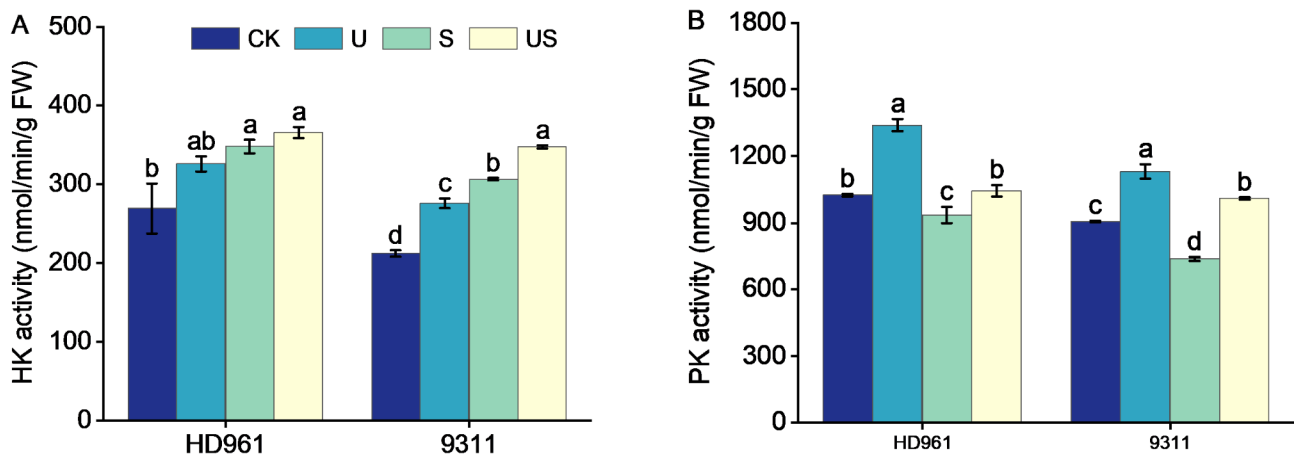 A
HK activity (nmol/min/g FW)
500
400
300
200
100
0
CK U S US
b ab a a
d c b a
HD961 9311
B
PK activity (nmol/min/g FW)
1800
1500
1200
900
600
300
0
b a c b
c a d b
HD961 9311